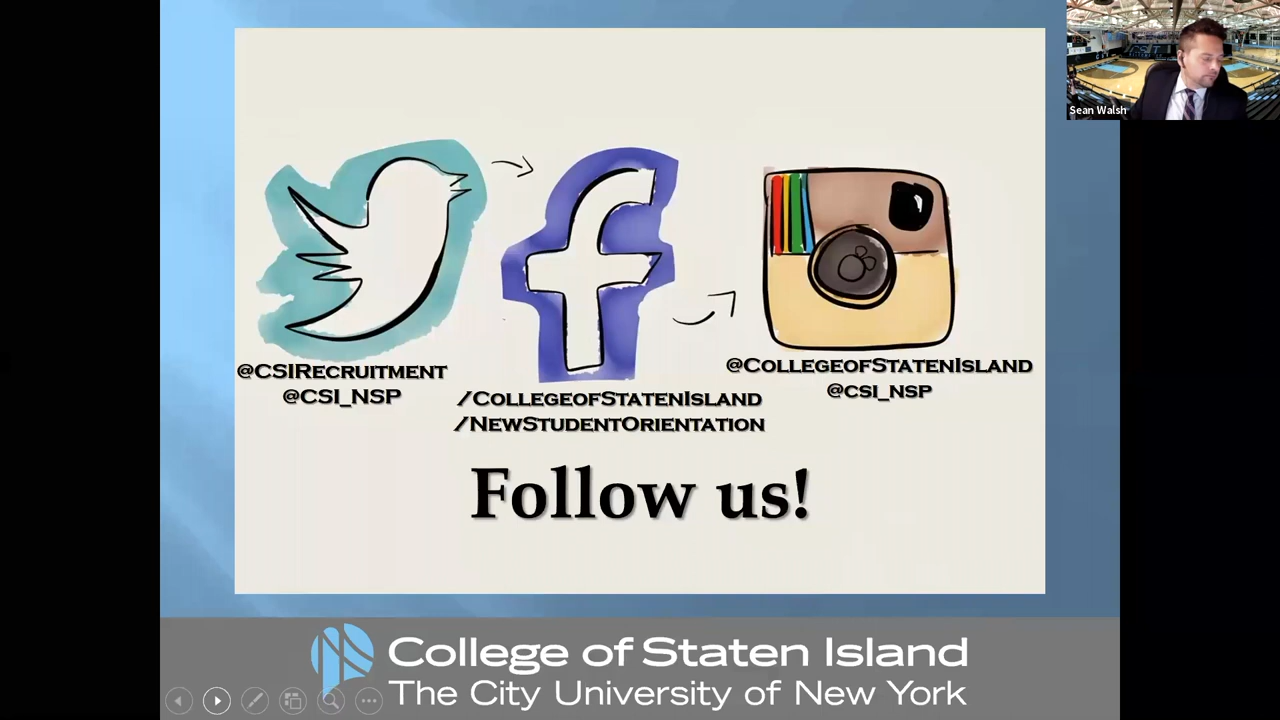 Sean Walsh
@CSIRecruitment
@CSI_NSP
/CollegeofStatenIsland
/NewStudentOrientation
@CollegeofStatenIsland
@csi_nsp
Follow us!
College of Staten Island
The City University of New York